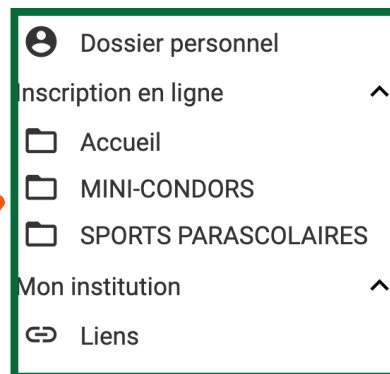 Dossier personnel
Inscription en ligne
Accueil
MINI-CONDORS
SPORTS PARASCOLAIRES
Mon institution
Liens